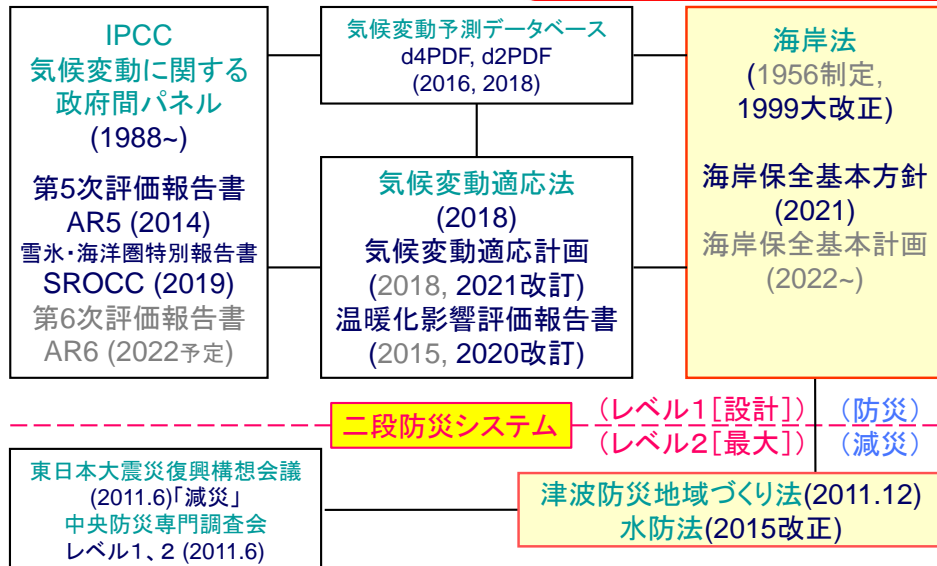 IPCC
気候変動に関する
政府間パネル
(1988~)
第5次評価報告書
AR5 (2014)
雪氷・海洋圏特別報告書
SROCC (2019)
第6次評価報告書
AR6 (2022予定)
気候変動予測データベース
d4PDF, d2PDF
(2016, 2018)
気候変動適応法
(2018)
気候変動適応計画
(2018, 2021改訂)
温暖化影響評価報告書
(2015, 2020改訂)
海岸法
(1956制定,
1999大改正)
海岸保全基本方針
(2021)
海岸保全基本計画
(2022~)
二段防災システム
(レベル1[設計]) (防災)
(レベル2[最大]) (減災)
東日本大震災復興構想会議
(2011.6)「減災」
中央防災専門調査会
レベル1、2 (2011.6)
津波防災地域づくり法(2011.12)
水防法(2015改正)